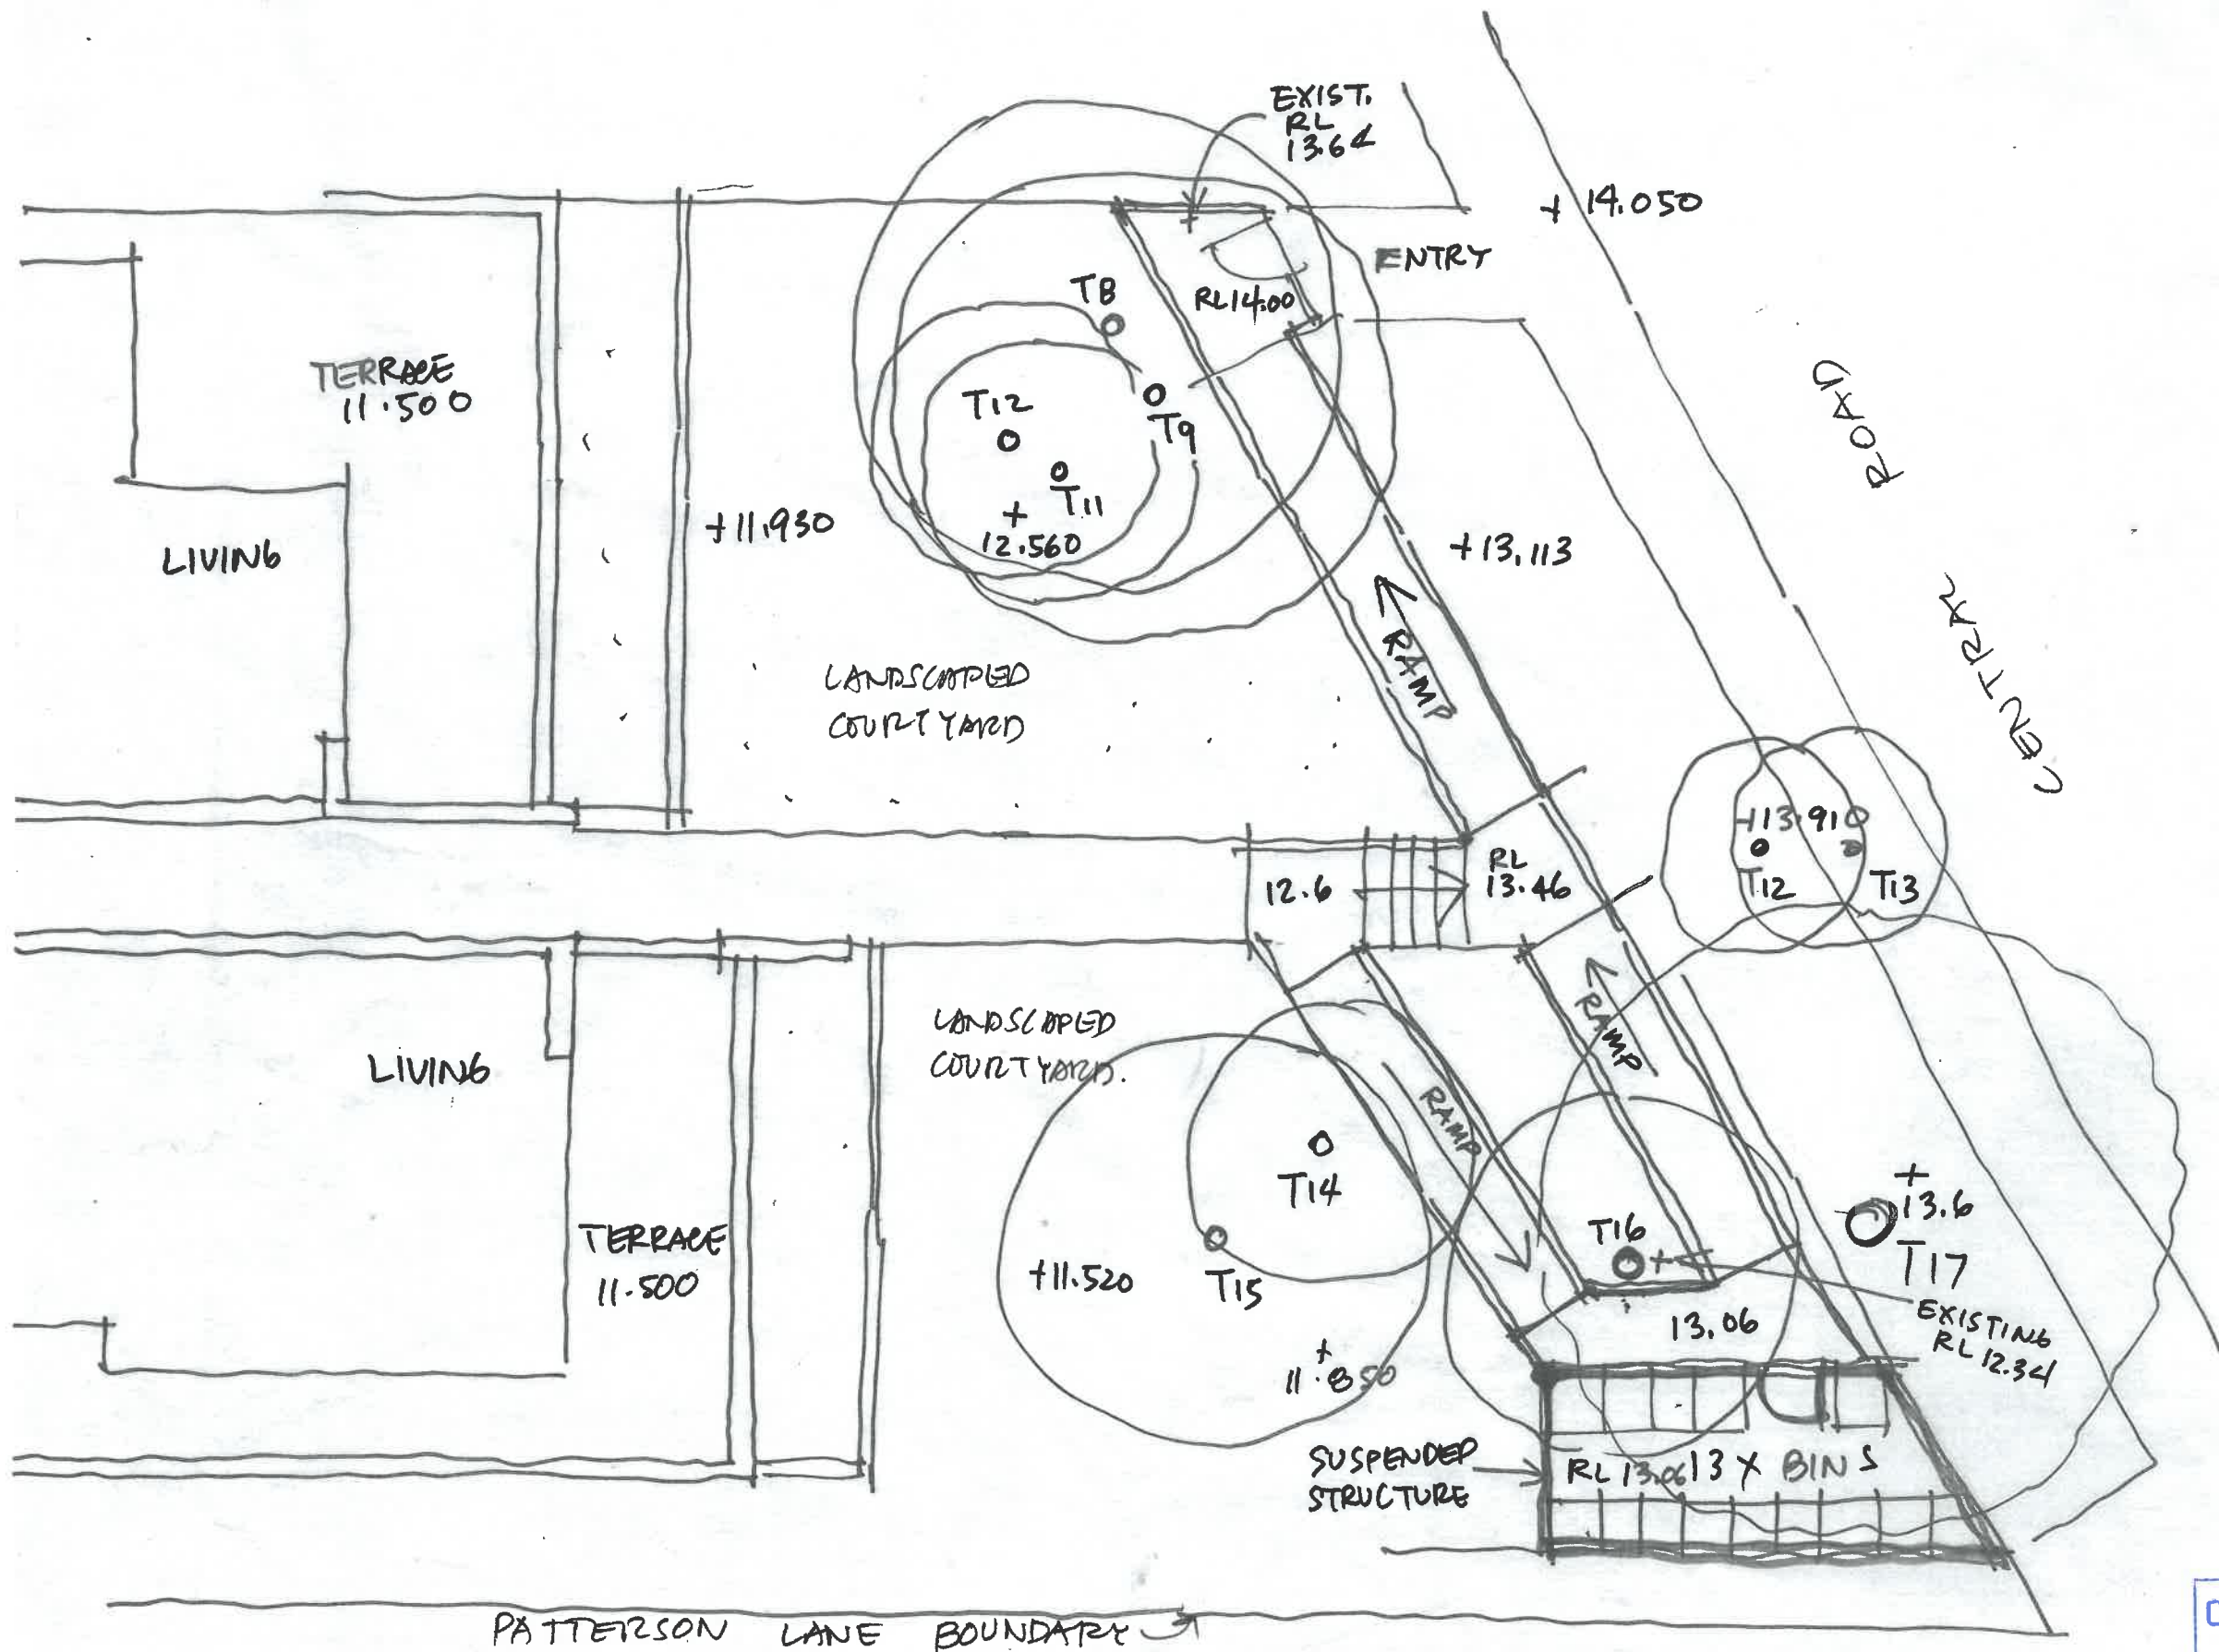 EXIST.
RL
13.64
+ 14.050
ENTRY
T8
RL14.00
TERRACE
11.500
T12
T9
T11
+
12.560
+11.930
+13.113
ROAD
CENTRAL
LIVING
RAMP
LANDSCAPED
COURTYARD
+13.910
T12
T13
12.6
RL
13.46
LANDSCAPED
COURTYARD.
RAMP
RAMP
LIVING
T14
T15
T16
+
+
13.6
T17
TERRACE
11.500
+11.520
+
11.850
13.06
EXISTING
RL 12.34
SUSPENDED
STRUCTURE
RL 13.06 13 X BINS
PATTERSON LANE BOUNDARY